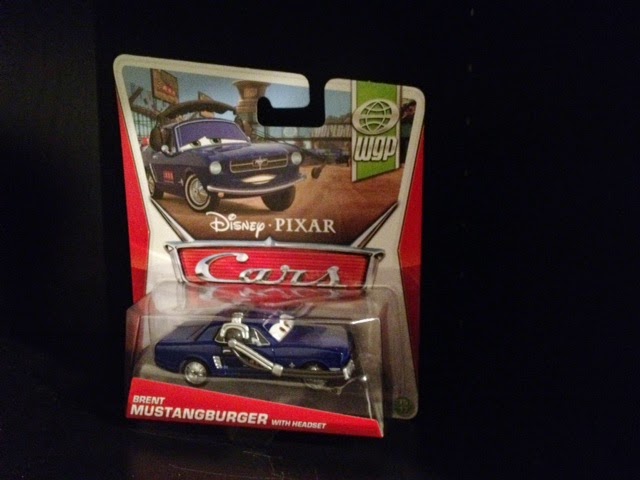 WGP
Disney · PIXAR
Cars
BRENT
MUSTANGBURGER WITH HEADSET